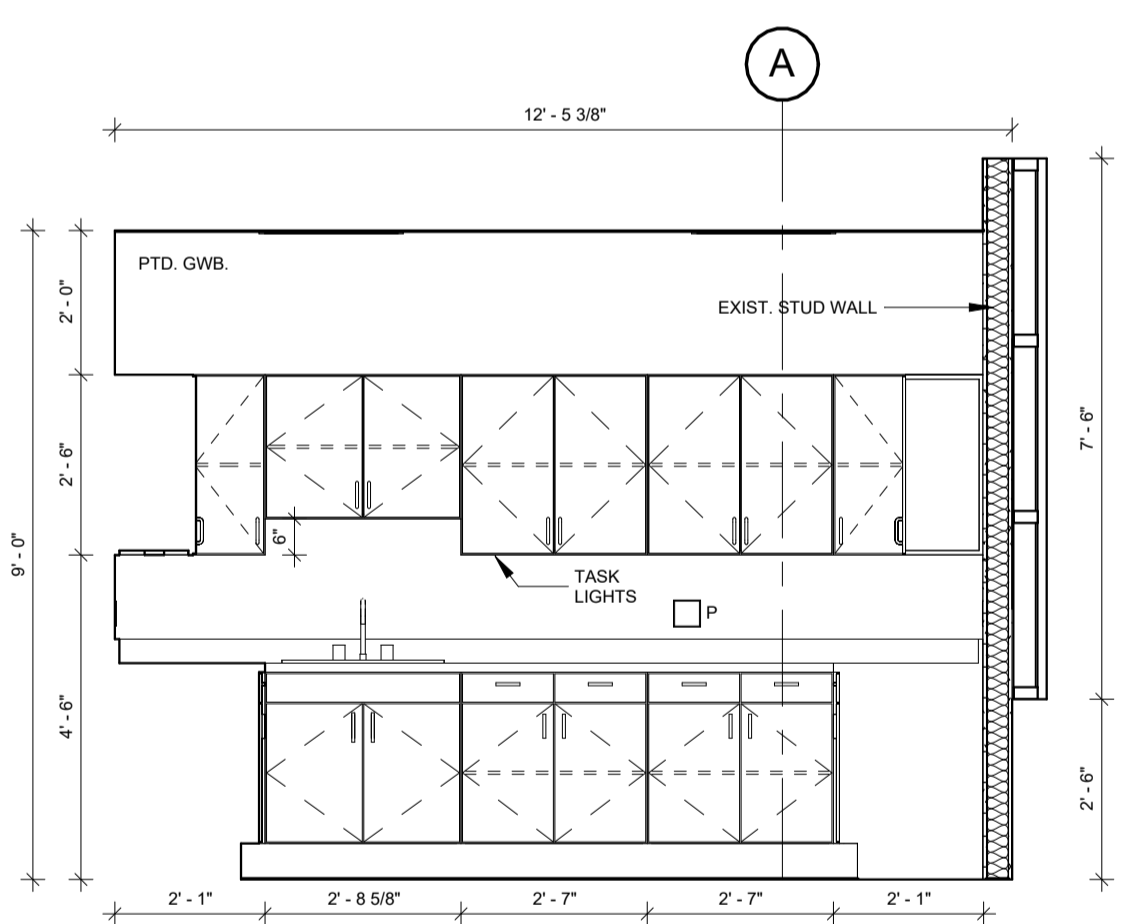 A
12' - 5 3/8"
PTD. GWB.
2' - 0"
EXIST. STUD WALL
7' - 6"
2' - 6"
9' - 0"
6"
TASK
LIGHTS
P
4' - 6"
2' - 6"
2' - 1"
2' - 8 5/8"
2' - 7"
2' - 7"
2' - 1"